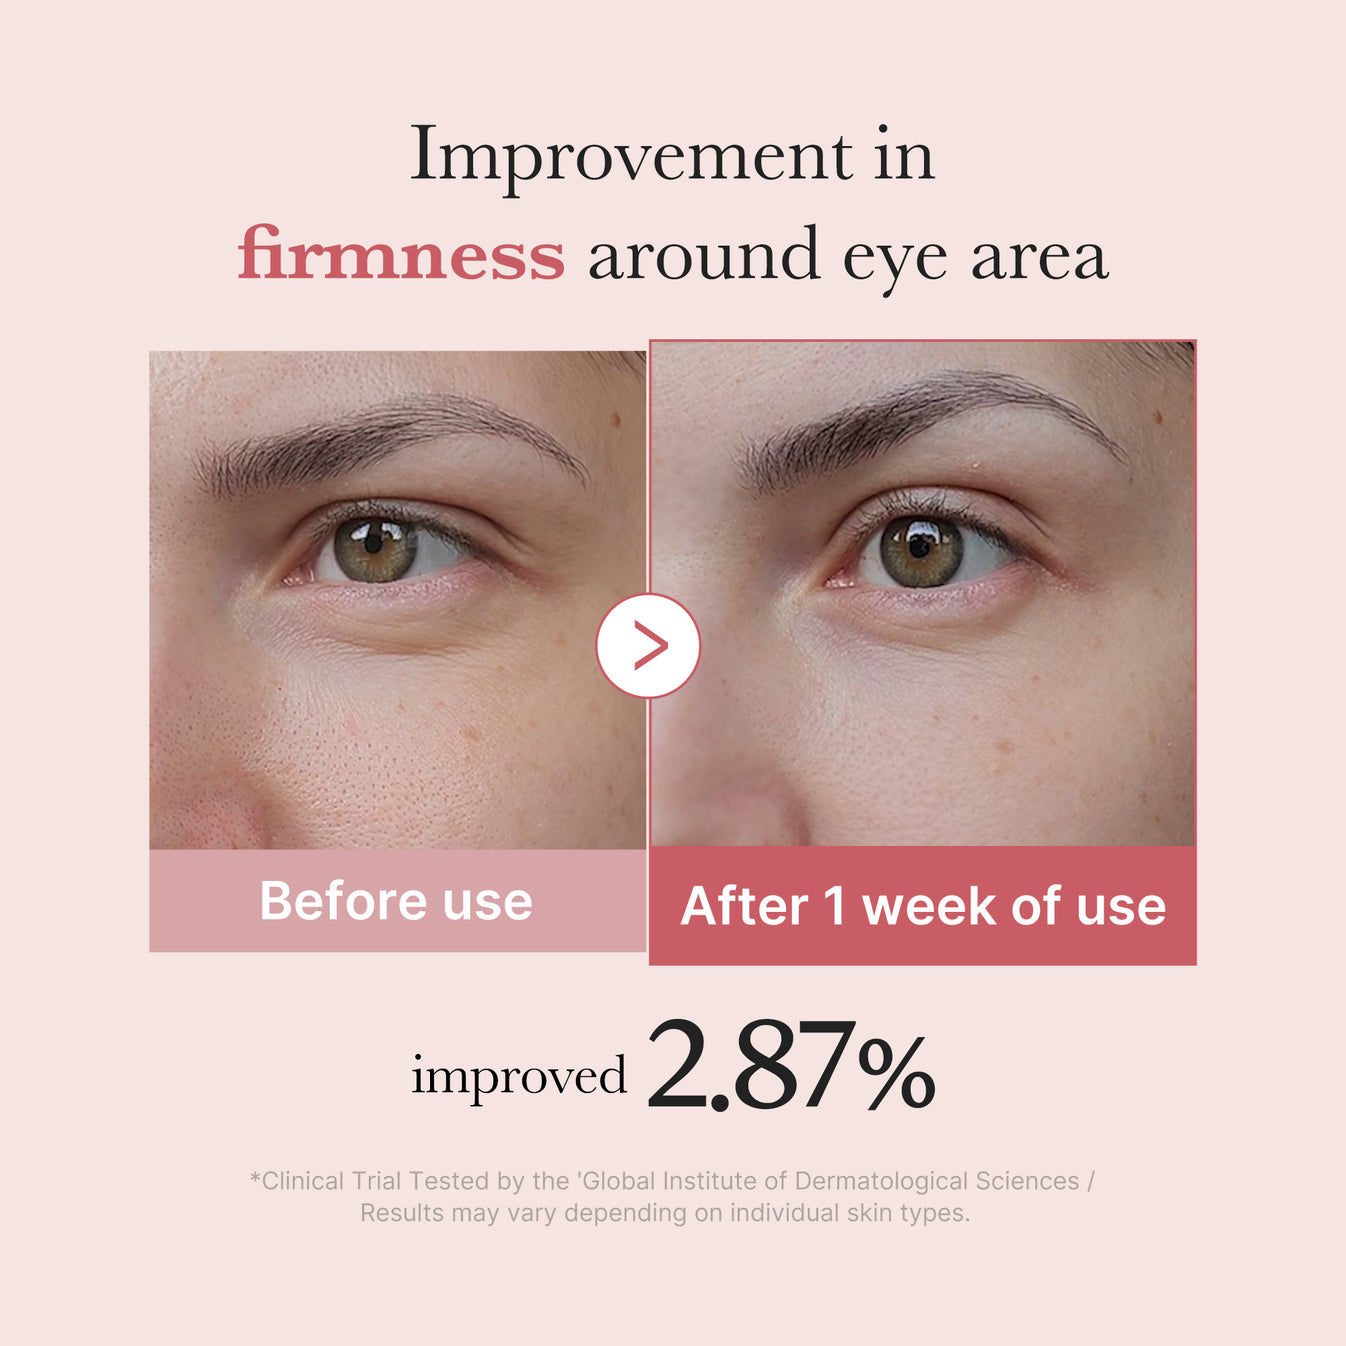 Improvement in
firmness around eye area
>
Before use
After 1 week of use
improved 2.87%
*Clinical Trial Tested by the 'Global Institute of Dermatological Sciences /
Results may vary depending on individual skin types.